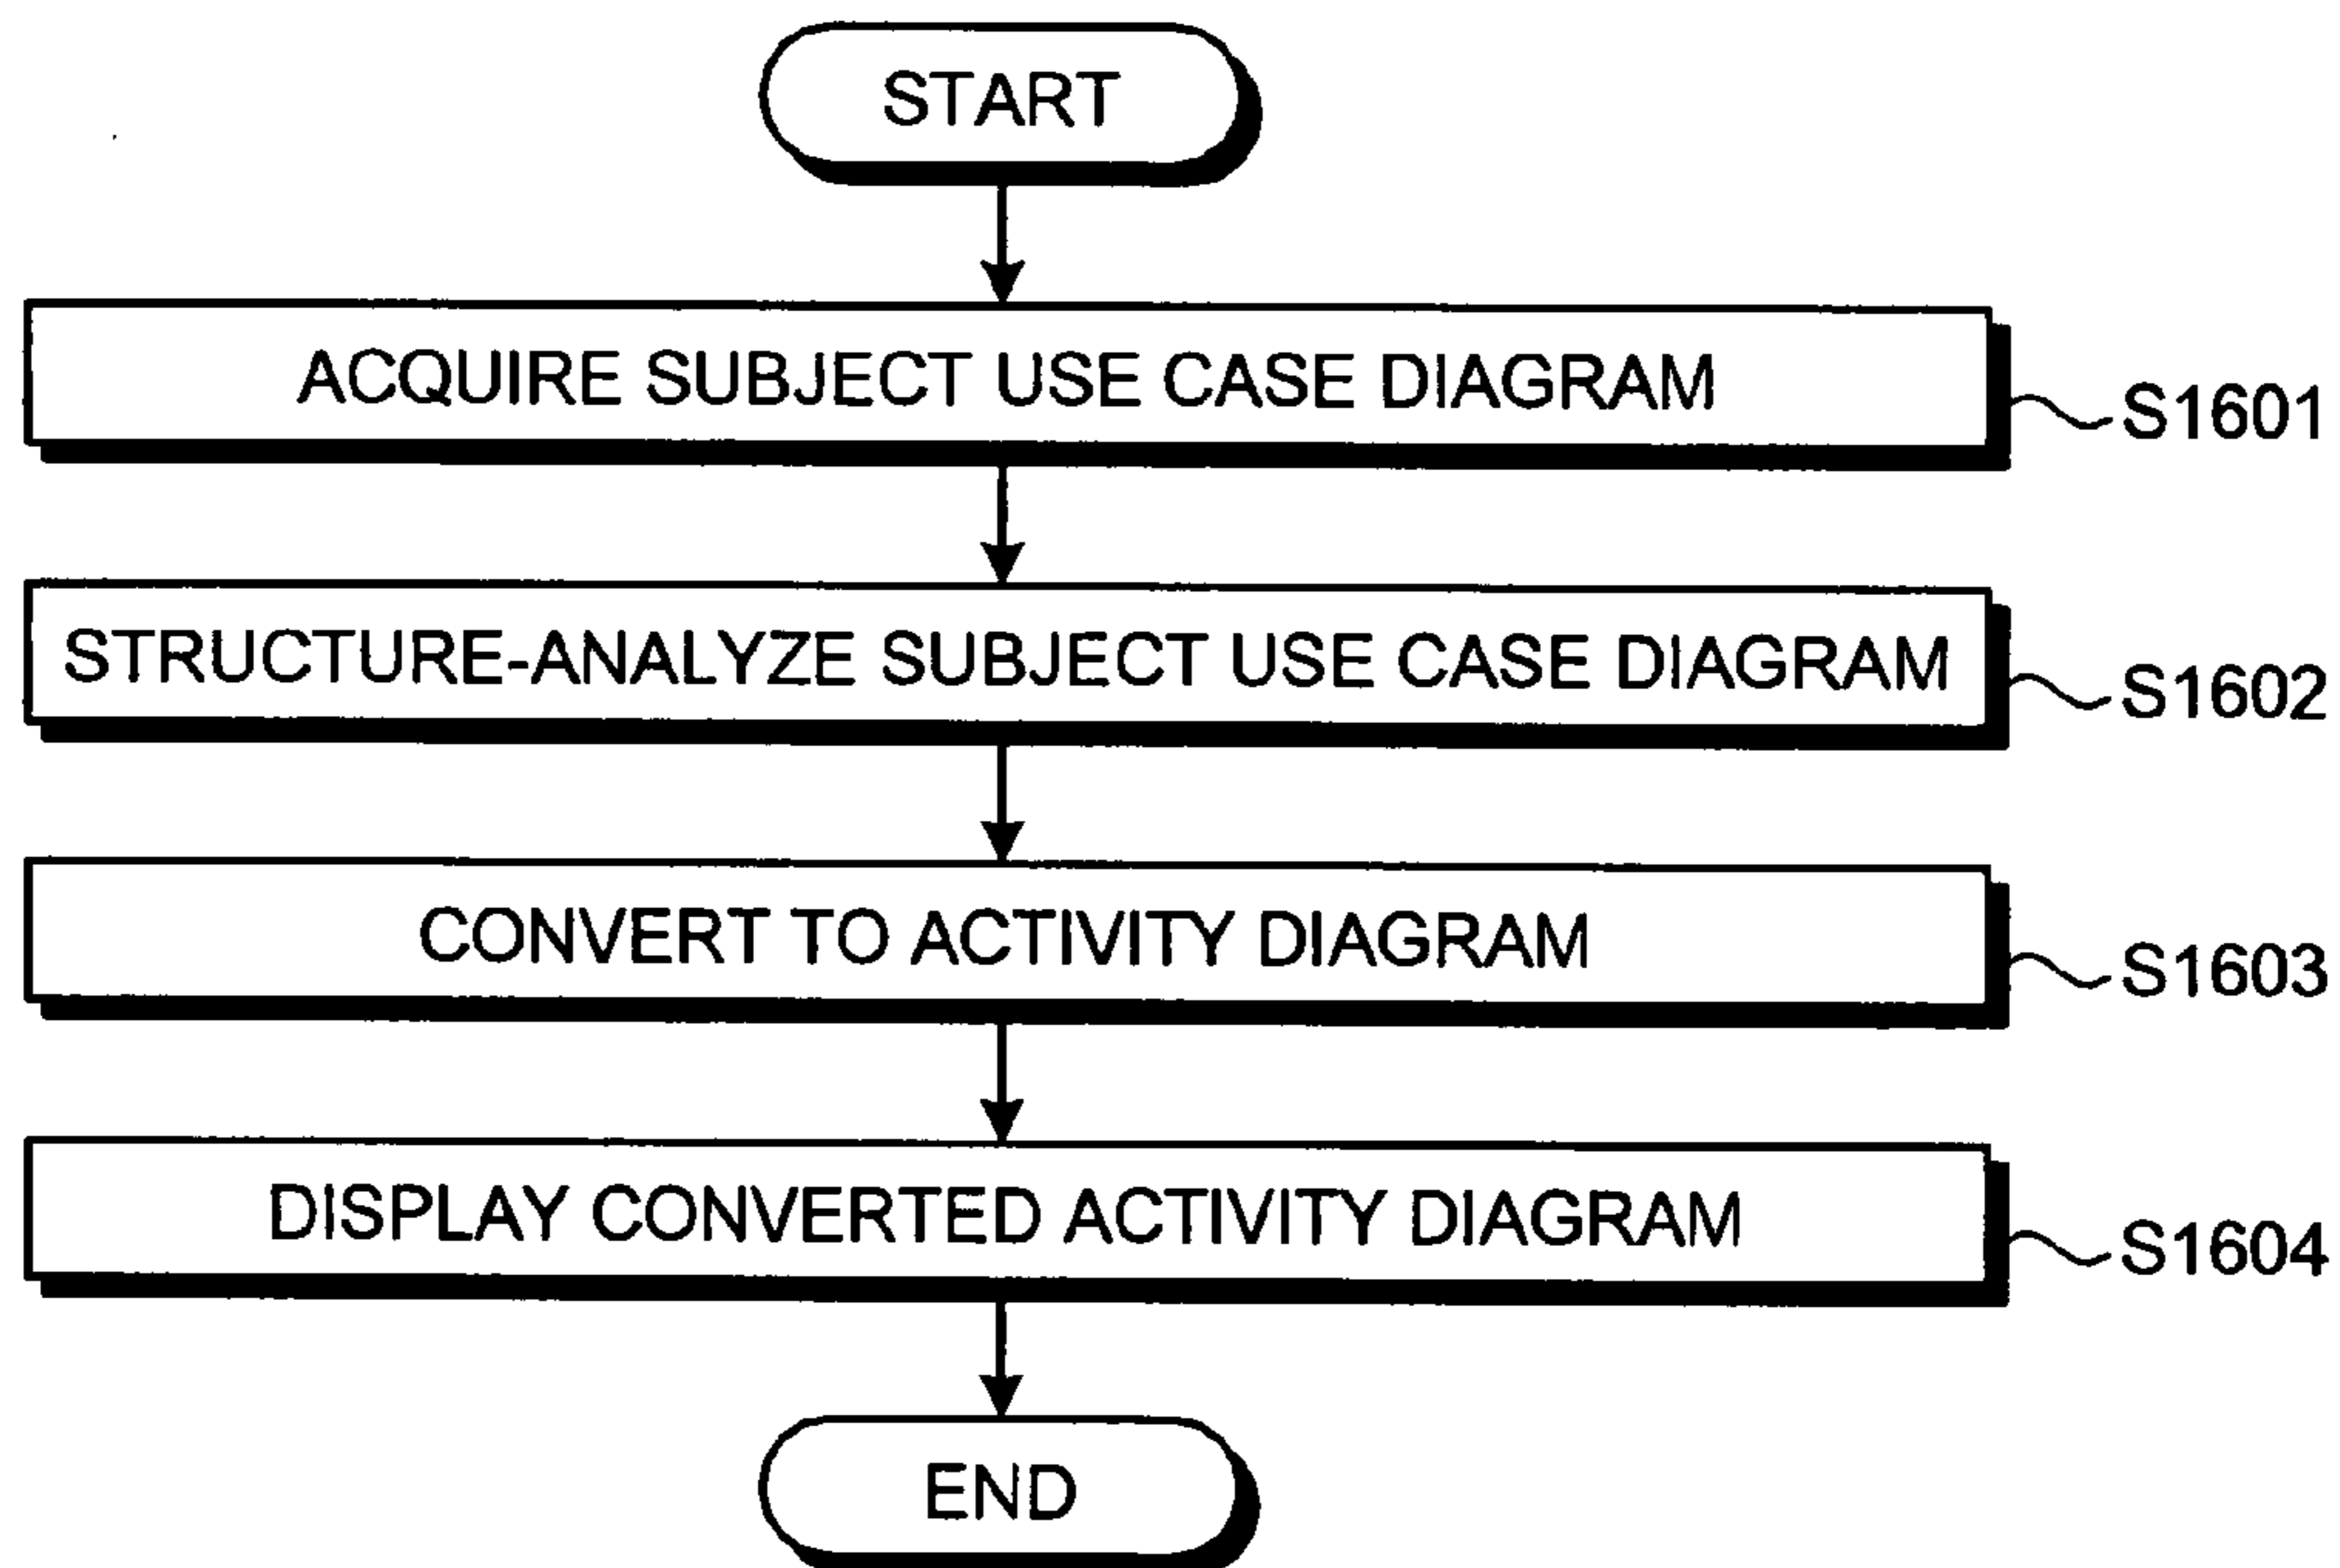 START
ACQUIRE SUBJECT USE CASE DIAGRAM
S1601
STRUCTURE-ANALYZE SUBJECT USE CASE DIAGRAM
S1602
CONVERT TO ACTIVITY DIAGRAM
S1603
DISPLAY CONVERTED ACTIVITY DIAGRAM
S1604
END